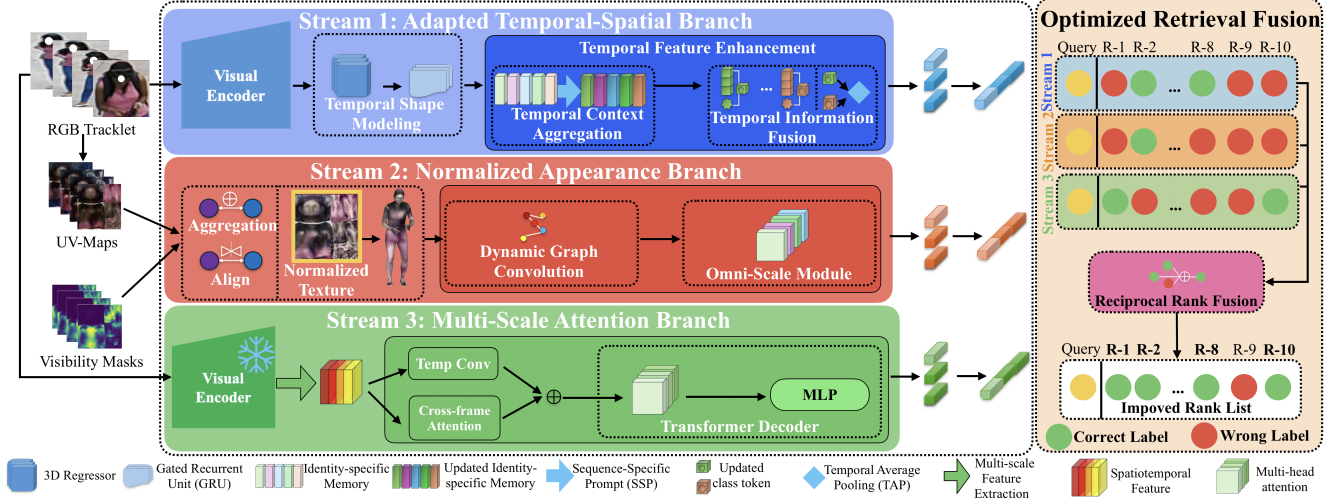 Stream 1: Adapted Temporal-Spatial Branch
Visual
Encoder
Temporal Shape
Modeling
Temporal Feature Enhancement
Temporal Context
Aggregation
...
Temporal Information
Fusion
RGB Tracklet
UV-Maps
Visibility Masks
Stream 2: Normalized Appearance Branch
Aggregation
Align
Normalized
Texture
Dynamic Graph
Convolution
Omni-Scale Module
Stream 3: Multi-Scale Attention Branch
Visual
Encoder
Temp Conv
Cross-frame
Attention
Transformer Decoder
MLP
Optimized Retrieval Fusion
Query R-1 R-2 R-8 R-9 R-10
Stream 1
...
Stream 2
...
Stream 3
...
Reciprocal Rank Fusion
Query R-1 R-2 R-8 R-9 R-10
...
Impoved Rank List
Correct Label
Wrong Label
3D Regressor
Gated Recurrent
Unit (GRU)
Identity-specific
Memory
Updated Identity-
specific Memory
Sequence-Specific
Prompt (SSP)
Updated
class token
Temporal Average
Pooling (TAP)
Multi-scale
Feature
Extraction
Spatiotemporal
Feature
Multi-head
attention